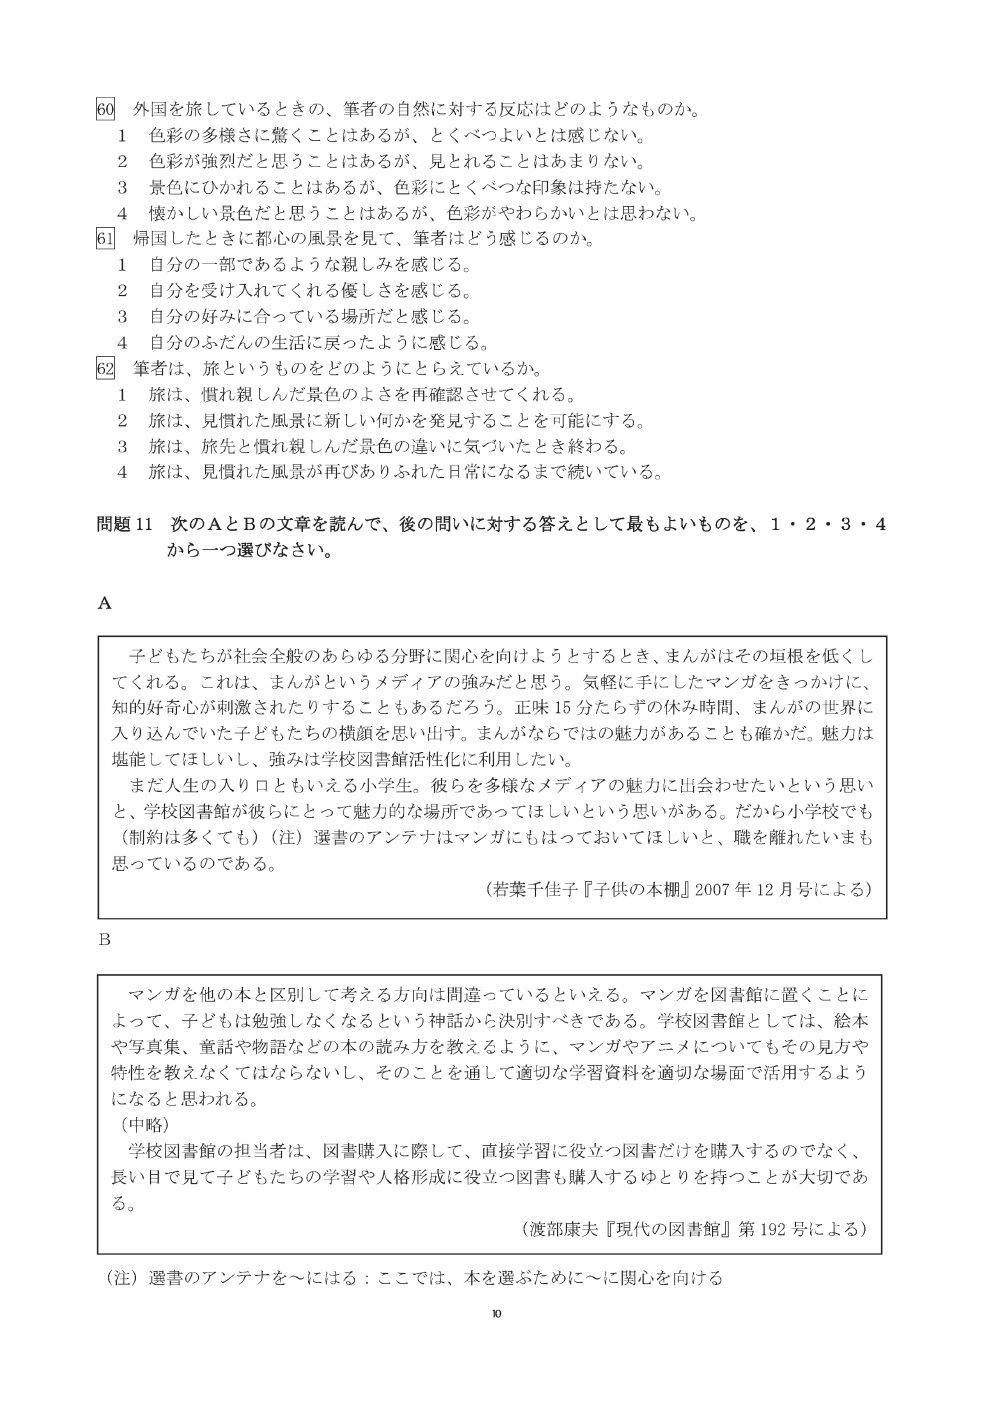 60 外国を旅しているときの、筆者の自然に対する反応はどのようなものか。
1 色彩の多様さに驚くことはあるが、とくべつよいとは感じない。
2 色彩が強烈だと思うことはあるが、見とれることはあまりない。
3 景色にひかれることはあるが、色彩にとくべつな印象は持たない。
4 懐かしい景色だと思うことはあるが、色彩がやわらかいとは思わない。
61 帰国したときに都心の風景を見て、筆者はどう感じるのか。
1 自分の一部であるような親しみを感じる。
2 自分を受け入れてくれる優しさを感じる。
3 自分の好みに合っている場所だと感じる。
4 自分のふだんの生活に戻ったように感じる。
62 筆者は、旅というものをどのようにとらえているか。
1 旅は、慣れ親しんだ景色のよさを再確認させてくれる。
2 旅は、見慣れた風景に新しい何かを発見することを可能にする。
3 旅は、旅先と慣れ親しんだ景色の違いに気づいたとき終わる。
4 旅は、見慣れた風景が再びありふれた日常になるまで続いている。
問題 11 次のAとBの文章を読んで、後の問いに対する答えとして最もよいものを、1・2・3・4
から一つ選びなさい。
A
子どもたちが社会全般のあらゆる分野に関心を向けようとするとき、まんがはその垣根を低くし
てくれる。これは、まんがというメディアの強みだと思う。気軽に手にしたマンガをきっかけに、
知的好奇心が刺激されたりすることもあるだろう。正味 15 分たらずの休み時間、まんがの世界に
入り込んでいた子どもたちの横顔を思い出す。まんがならではの魅力があることも確かだ。魅力は
堪能してほしいし、強みは学校図書館活性化に利用したい。
まだ人生の入り口ともいえる小学生。彼らを多様なメディアの魅力に出会わせたいという思い
と、学校図書館が彼らにとって魅力的な場所であってほしいという思いがある。だから小学校でも
（制約は多くても）（注）選書のアンテナはマンガにもはっておいてほしいと、職を離れたいまも
思っているのである。
（若葉千佳子『子供の本棚』2007 年 12 月号による）
B
マンガを他の本と区別して考える方向は間違っているといえる。マンガを図書館に置くことに
よって、子どもは勉強しなくなるという神話から決別すべきである。学校図書館としては、絵本
や写真集、童話や物語などの本の読み方を教えるように、マンガやアニメについてもその見方や
特性を教えなくてはならないし、そのことを通して適切な学習資料を適切な場面で活用するよう
になると思われる。
（中略）
学校図書館の担当者は、図書購入に際して、直接学習に役立つ図書だけを購入するのでなく、
長い目で見て子どもたちの学習や人格形成に役立つ図書も購入するゆとりを持つことが大切であ
る。
（渡部康夫『現代の図書館』第 192 号による）
（注）選書のアンテナを～にはる：ここでは、本を選ぶために～に関心を向ける
10